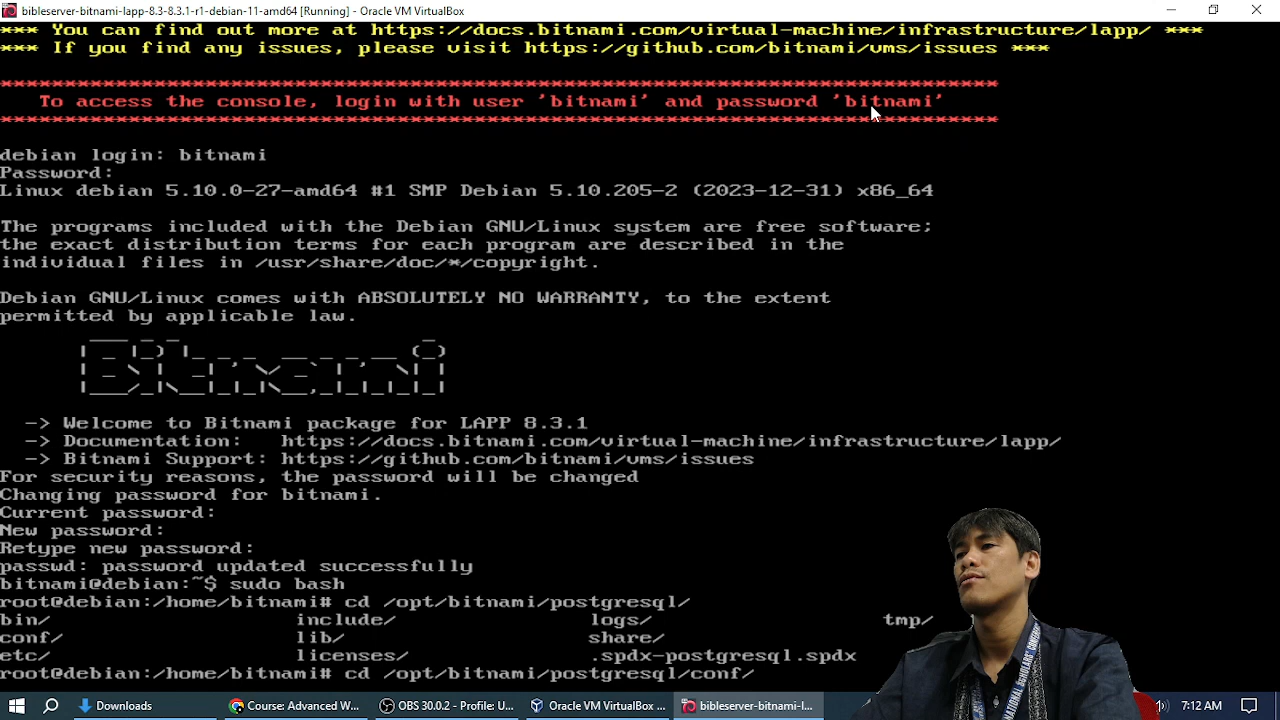 bibleserver-bitnami-lapp-8.3-8.3.1-r1-debian-11-amd64 [Running] - Oracle VM VirtualBox
*** You can find out more at https://docs.bitnami.com/virtual-machine/infrastructure/lapp/ ***
*** If you find any issues, please visit https://github.com/bitnami/vms/issues ***
To access the console, login with user 'bitnami' and password 'bitnami'
debian login: bitnami
Password:
Linux debian 5.10.0-27-amd64 #1 SMP Debian 5.10.205-2 (2023-12-31) x86_64
The programs included with the Debian GNU/Linux system are free software;
the exact distribution terms for each program are described in the
individual files in /usr/share/doc/*/copyright.
Debian GNU/Linux comes with ABSOLUTELY NO WARRANTY, to the extent
permitted by applicable law.
Bitnami
-> Welcome to Bitnami package for LAPP 8.3.1
-> Documentation: https://docs.bitnami.com/virtual-machine/infrastructure/lapp/
-> Bitnami Support: https://github.com/bitnami/vms/issues
For security reasons, the password will be changed
Changing password for bitnami.
Current password:
New password:
Retype new password:
passwd: password updated successfully
bitnami@debian:~$ sudo bash
root@debian:/home/bitnami# cd /opt/bitnami/postgresql/
bin/ include/ logs/ tmp/
conf/ lib/ share/
etc/ licenses/ .spdx-postgresql.spdx
root@debian:/home/bitnami# cd /opt/bitnami/postgresql/conf/
Downloads
Course: Advanced W...
OBS 30.0.2 - Profile: U...
Oracle VM VirtualBox ...
bibleserver-bitnami-l...
7:12 AM